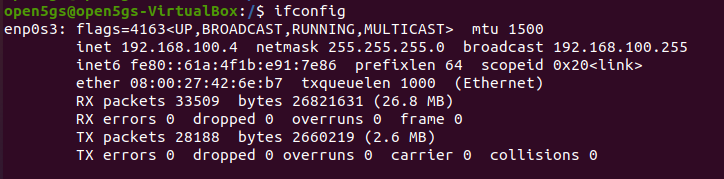 open5gs@open5gs-VirtualBox:/$ ifconfig
enp0s3: flags=4163<UP,BROADCAST,RUNNING,MULTICAST>  mtu 1500
        inet 192.168.100.4  netmask 255.255.255.0  broadcast 192.168.100.255
        inet6 fe80::61a:4f1b:e91:7e86  prefixlen 64  scopeid 0x20<link>
        ether 08:00:27:42:6e:b7  txqueuelen 1000  (Ethernet)
        RX packets 33509  bytes 26821631 (26.8 MB)
        RX errors 0  dropped 0  overruns 0  frame 0
        TX packets 28188  bytes 2660219 (2.6 MB)
        TX errors 0  dropped 0 overruns 0  carrier 0  collisions 0